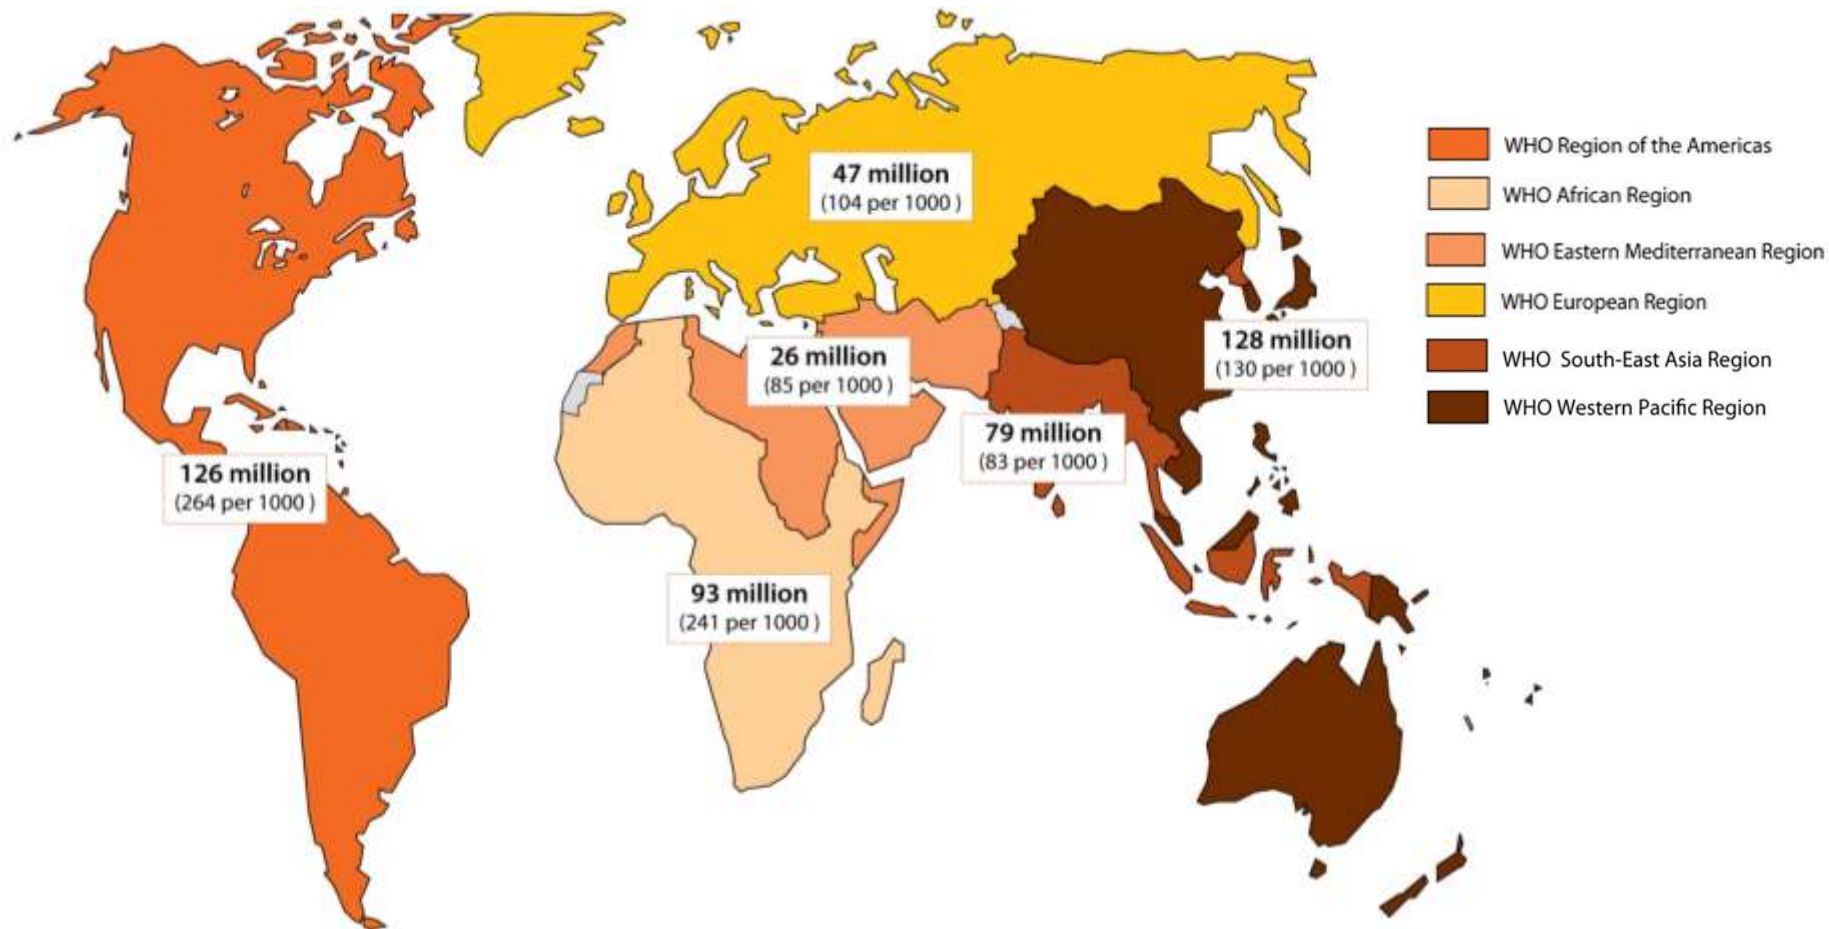 47 million
(104 per 1000 )
128 million
(130 per 1000 )
26 million
(85 per 1000 )
79 million
(83 per 1000 )
126 million
(264 per 1000 )
93 million
(241 per 1000 )
WHO Region of the Americas
WHO African Region
WHO Eastern Mediterranean Region
WHO European Region
WHO South-East Asia Region
WHO Western Pacific Region